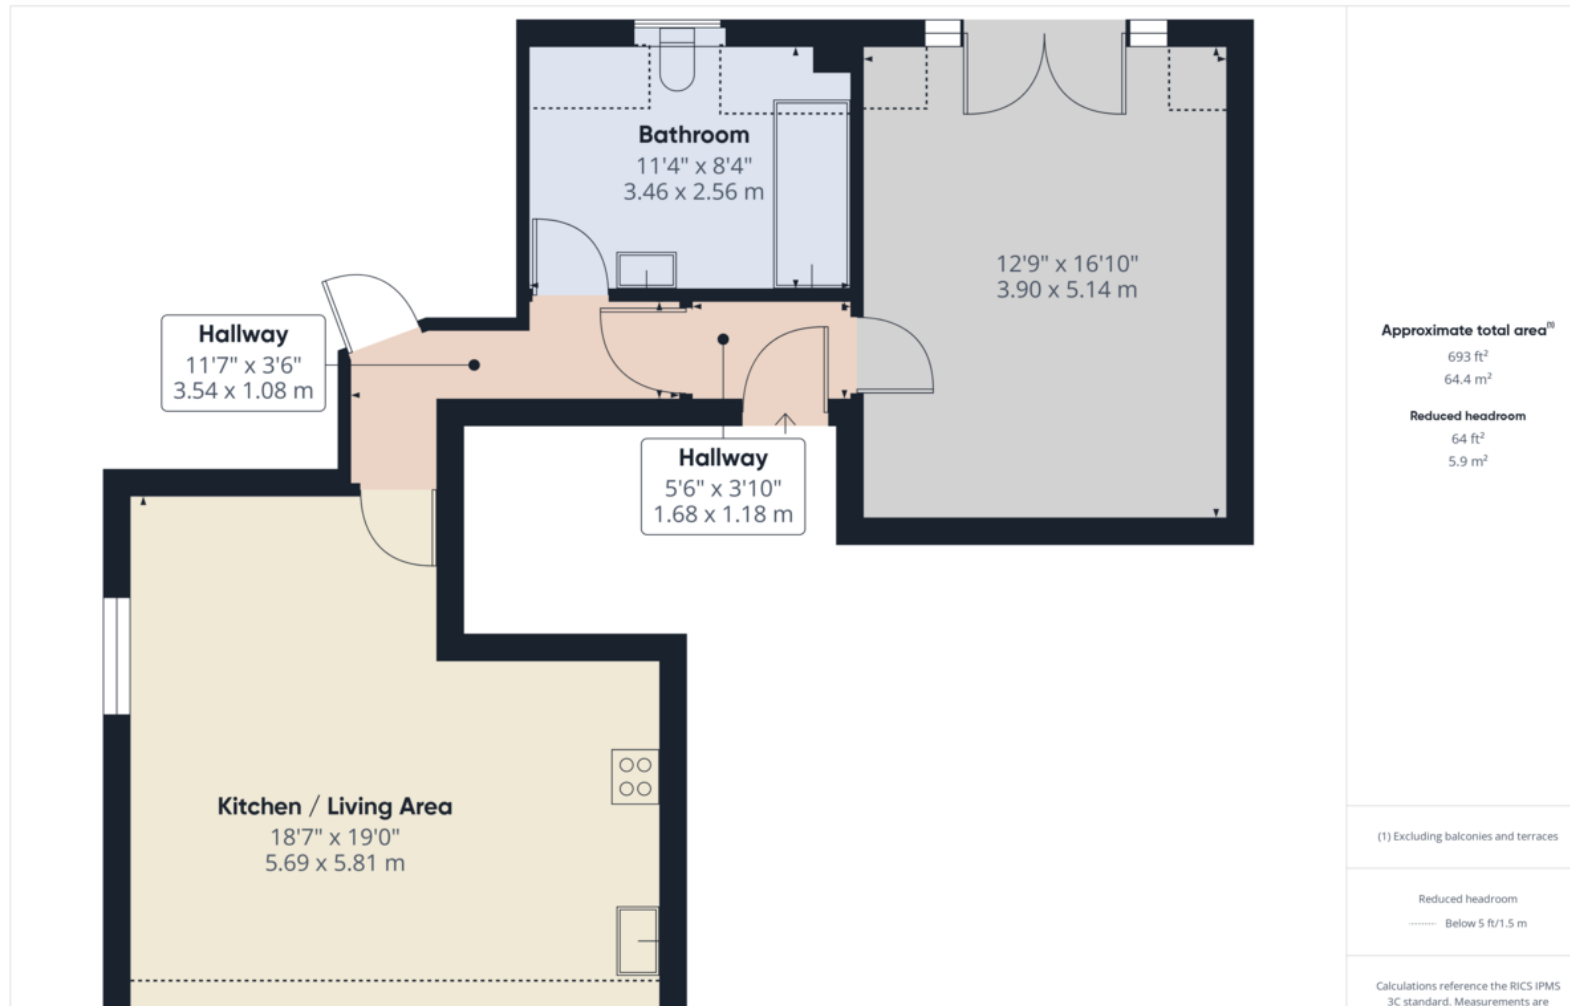 Bathroom
11'4" x 8'4"
3.46 x 2.56 m
12'9" x 16'10"
3.90 x 5.14 m
Hallway
11'7" x 3'6"
3.54 x 1.08 m
Hallway
5'6" x 3'10"
1.68 x 1.18 m
Kitchen / Living Area
18'7" x 19'0"
5.69 x 5.81 m
Approximate total area⁽¹⁾
693 ft²
64.4 m²
Reduced headroom
64 ft²
5.9 m²
(1) Excluding balconies and terraces
Reduced headroom
Below 5 ft/1.5 m
Calculations reference the RICS IPMS
3C standard. Measurements are